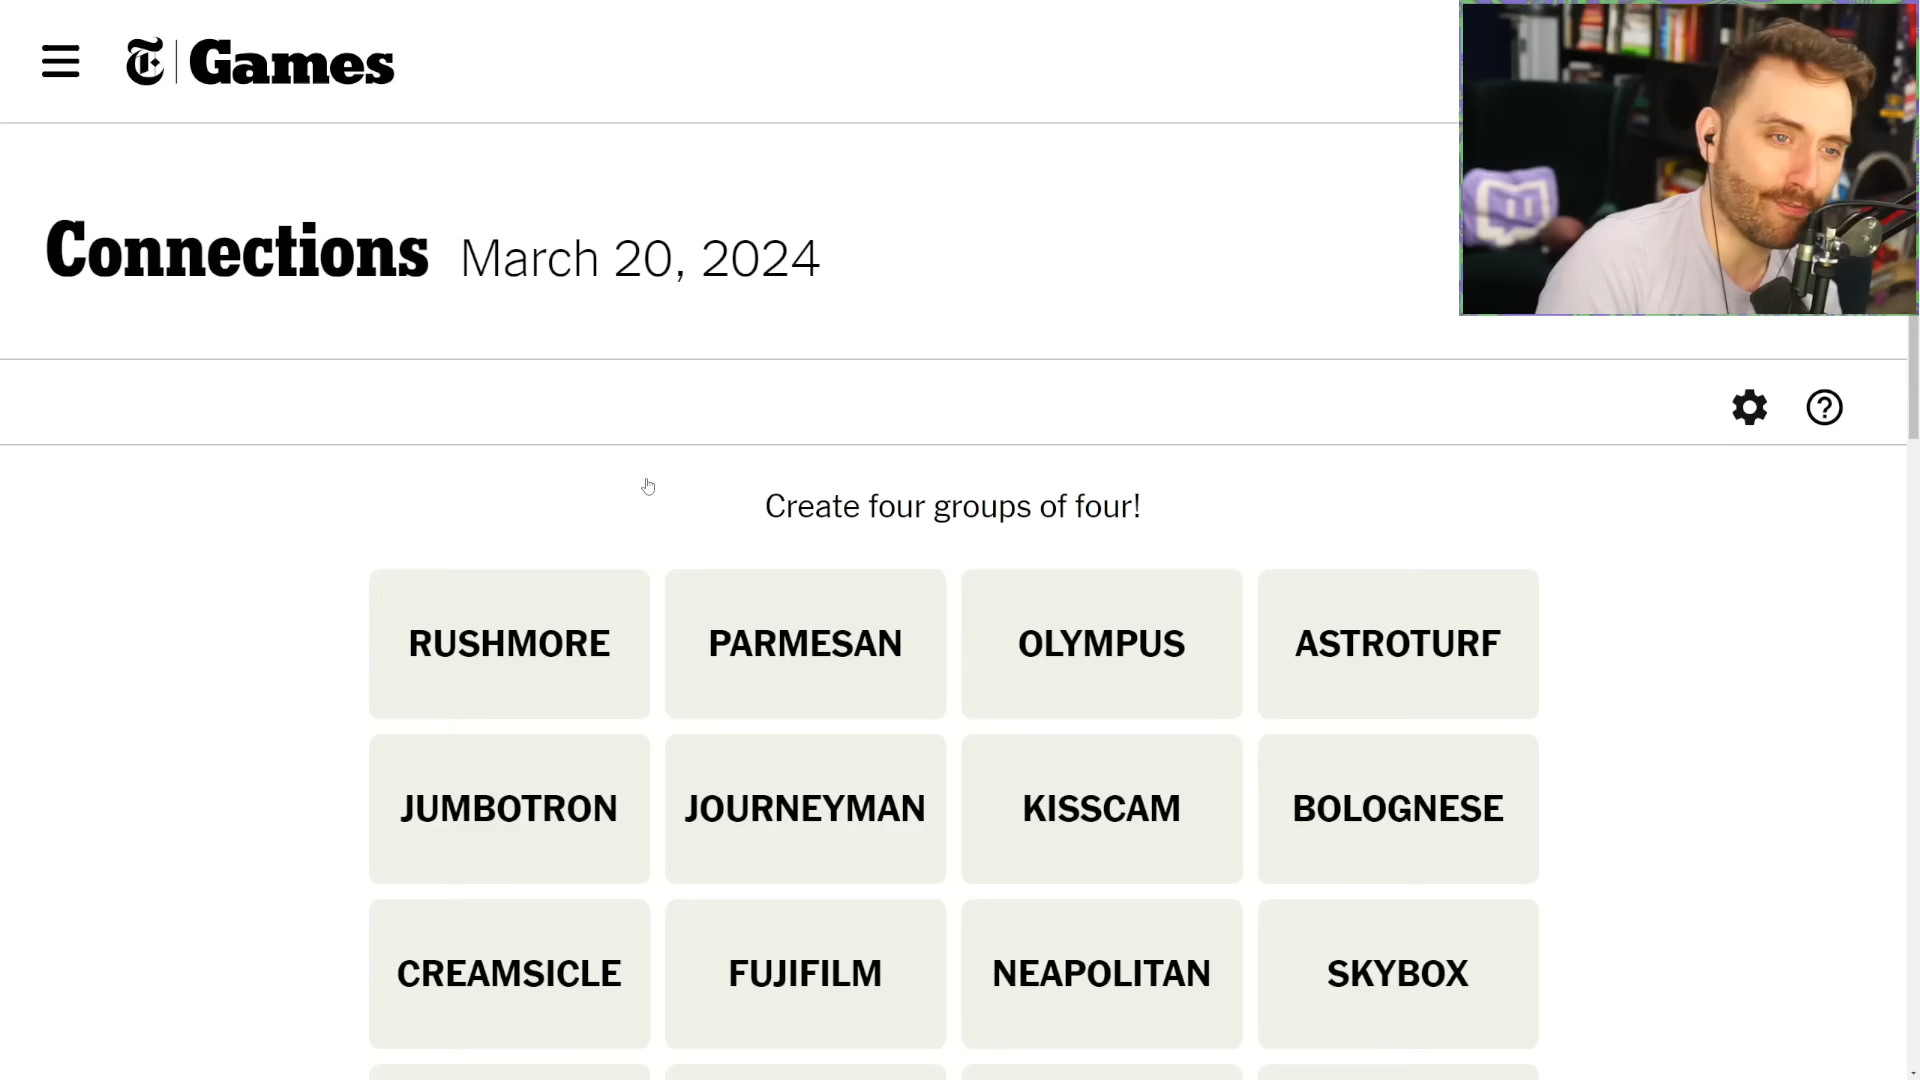 T Games
Connections March 20, 2024
Create four groups of four!
RUSHMORE PARMESAN OLYMPUS ASTROTURF
JUMBOTRON JOURNEYMAN KISSCAM BOLOGNESE
CREAMSICLE FUJIFILM NEAPOLITAN SKYBOX